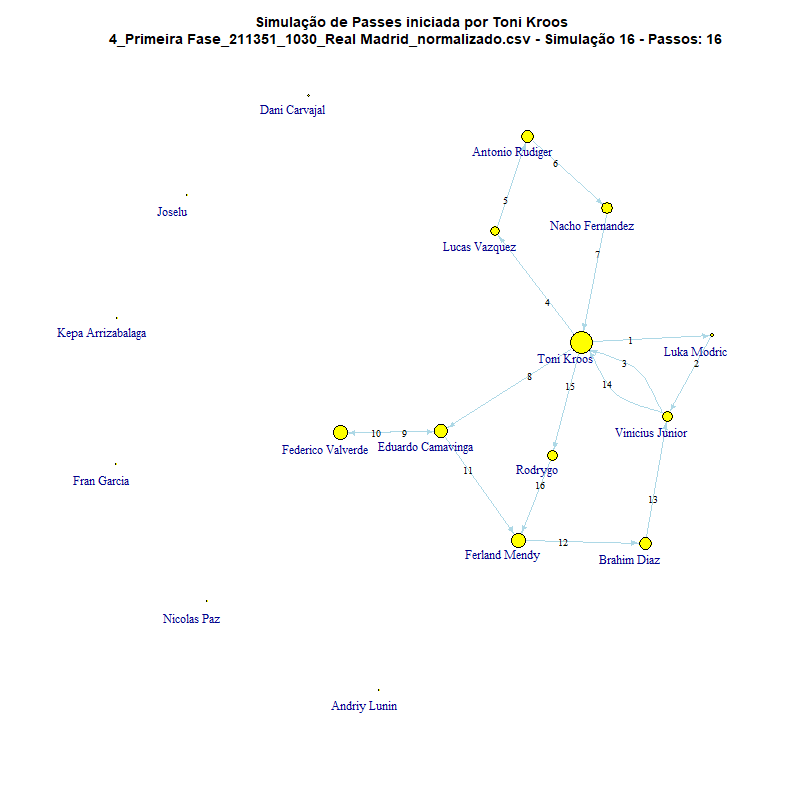 Simulação de Passes iniciada por Toni Kroos
4_Primeira Fase_211351_1030_Real Madrid_normalizado.csv - Simulação 16 - Passos: 16
Dani Carvajal
Antonio Rudiger
6
Joselu
5
Nacho Fernandez
Lucas Vazquez
7
4
Kepa Arrizabalaga
1
Toni Kroos
Luka Modric
3
2
8
15
14
10
9
Vinicius Junior
Federico Valverde
Eduardo Camavinga
11
Rodrygo
Fran Garcia
16
13
12
Ferland Mendy
Brahim Diaz
Nicolas Paz
Andriy Lunin